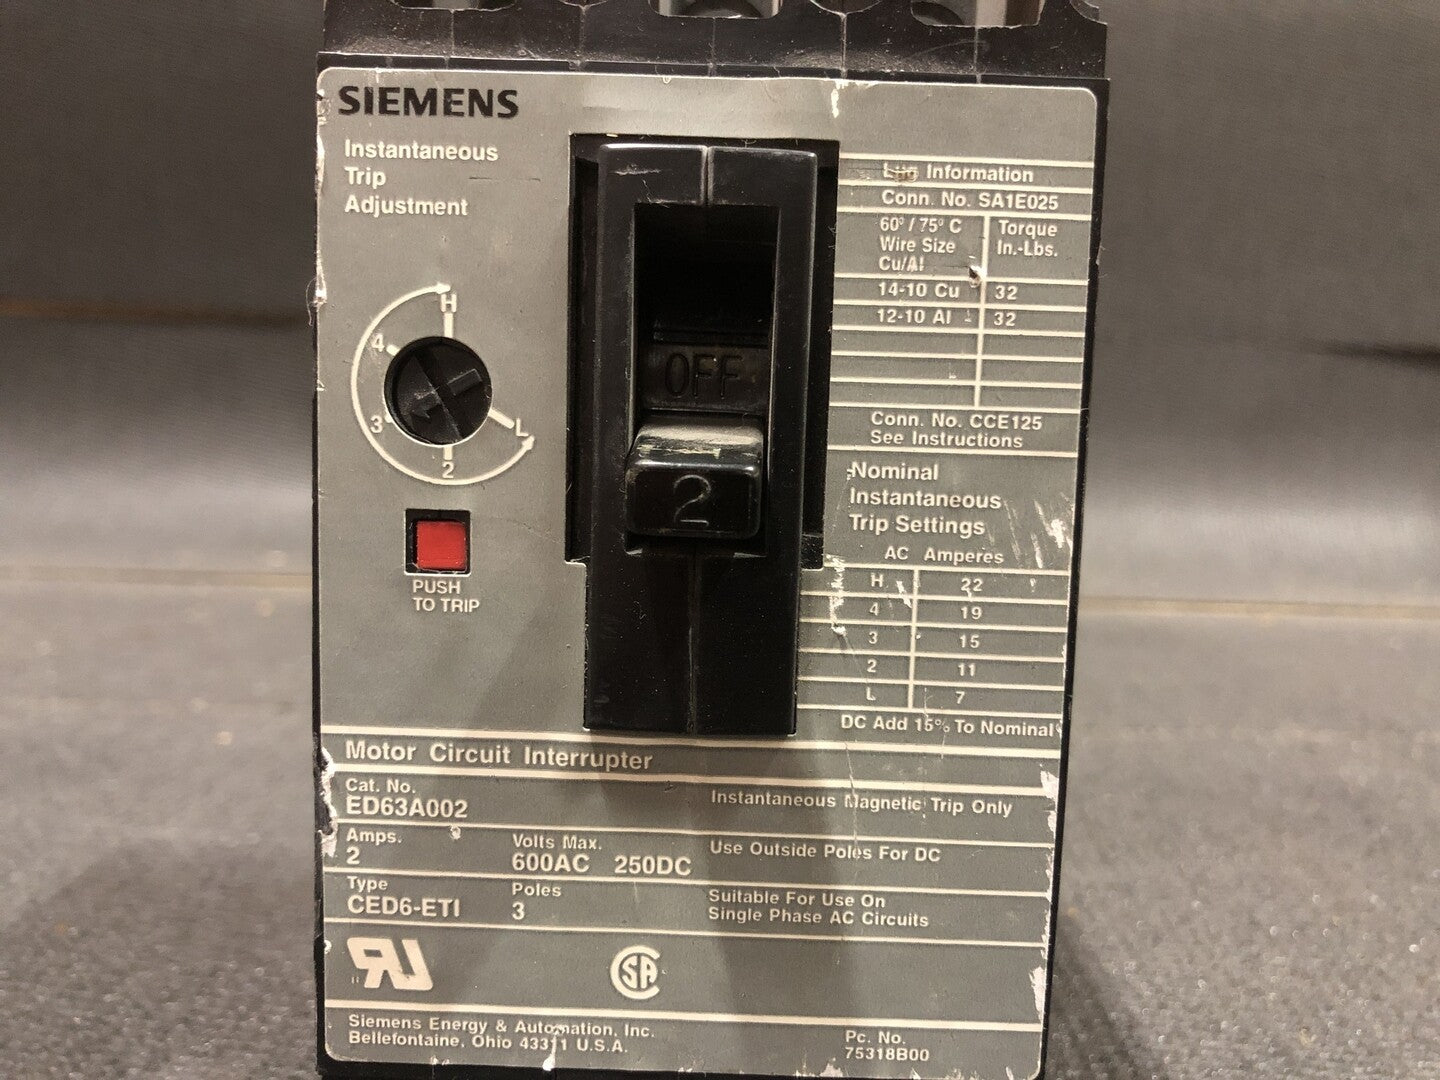 SIEMENS
Instantaneous
Trip
Adjustment
H
4
3
2
L
PUSH
TO TRIP
OFF
2
Lug Information
Conn. No. SA1E025
60° / 75° C
Wire Size
Cu/Al
Torque
In.-Lbs.
14-10 Cu 32
12-10 Al 32
Conn. No. CCE125
See Instructions
Nominal
Instantaneous
Trip Settings
AC Amperes
H 22
4 19
3 15
2 11
L 7
DC Add 15% To Nominal
Motor Circuit Interrupter
Cat. No.
ED63A002
Instantaneous Magnetic Trip Only
Amps.
2
Volts Max.
600AC 250DC
Use Outside Poles For DC
Type
CED6-ETI
Poles
3
Suitable For Use On
Single Phase AC Circuits
RU
SA
Siemens Energy & Automation, Inc.
Bellefontaine, Ohio 43311 U.S.A.
Pc. No.
75318B00